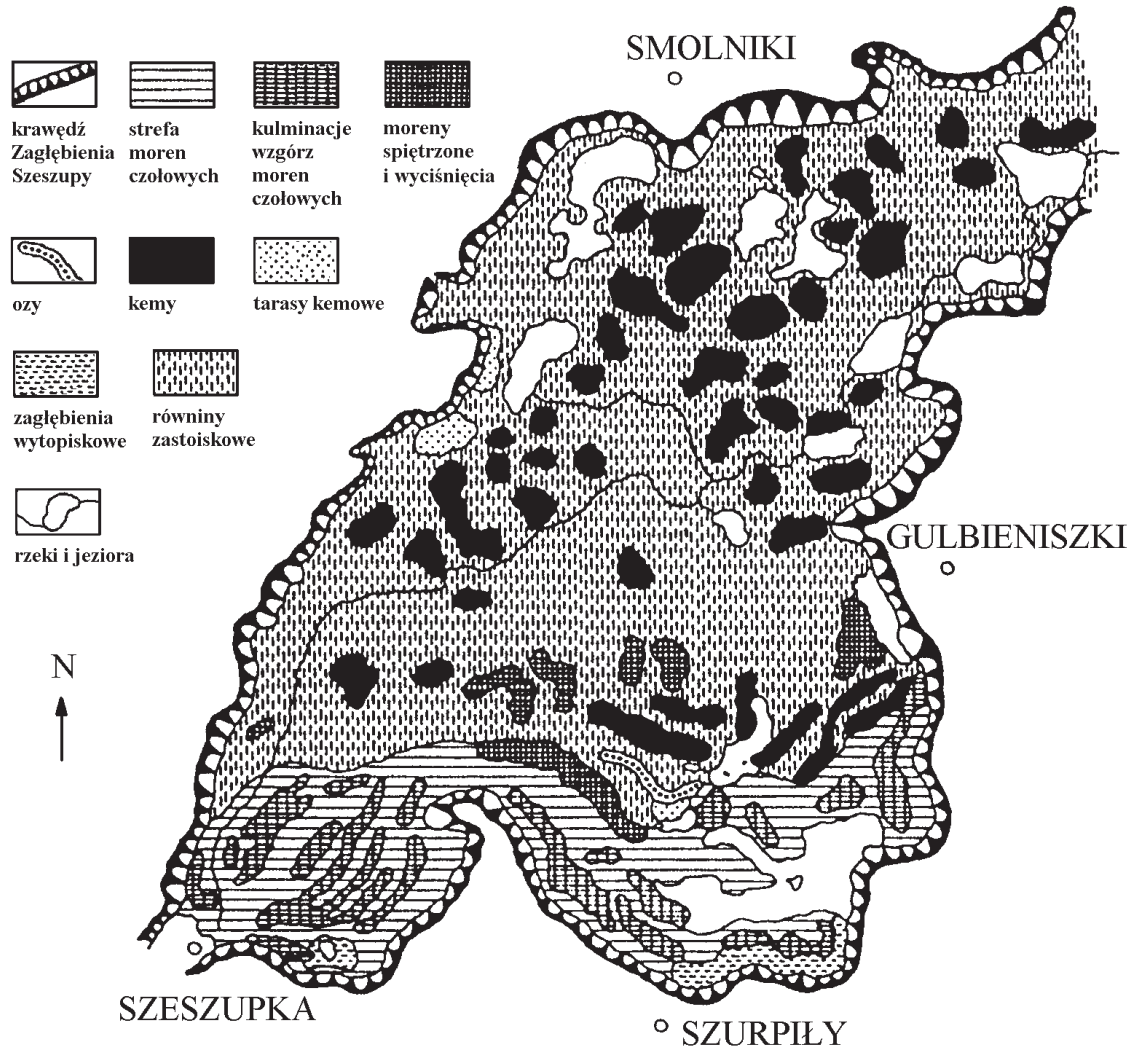 SMOLNIKI
krawędź
Zagłębienia
Szeszupy
strefa
moren
czołowych
kulminacje
wzgórz
moren
czołowych
moreny
spiętrzone
i wyciśnięcia
ozy
kemy
tarasy kemowe
zagłębienia
wytopiskowe
równiny
zastoiskowe
rzeki i jeziora
GULBIENISZKI
N
SZESZUPKA
SZURPIŁY